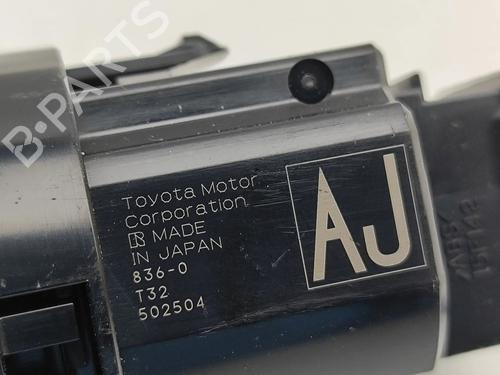 B-PARTS
Toyota Motor
Corporation
MADE
IN JAPAN
836-0
T32
502504
AJ